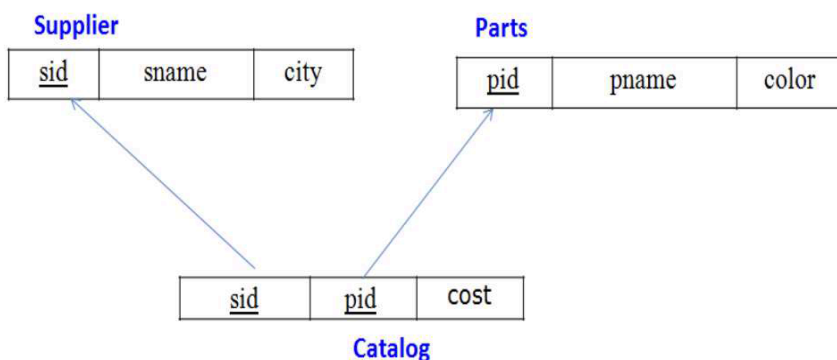 Supplier
sid sname city
Parts
pid pname color
sid pid cost
Catalog